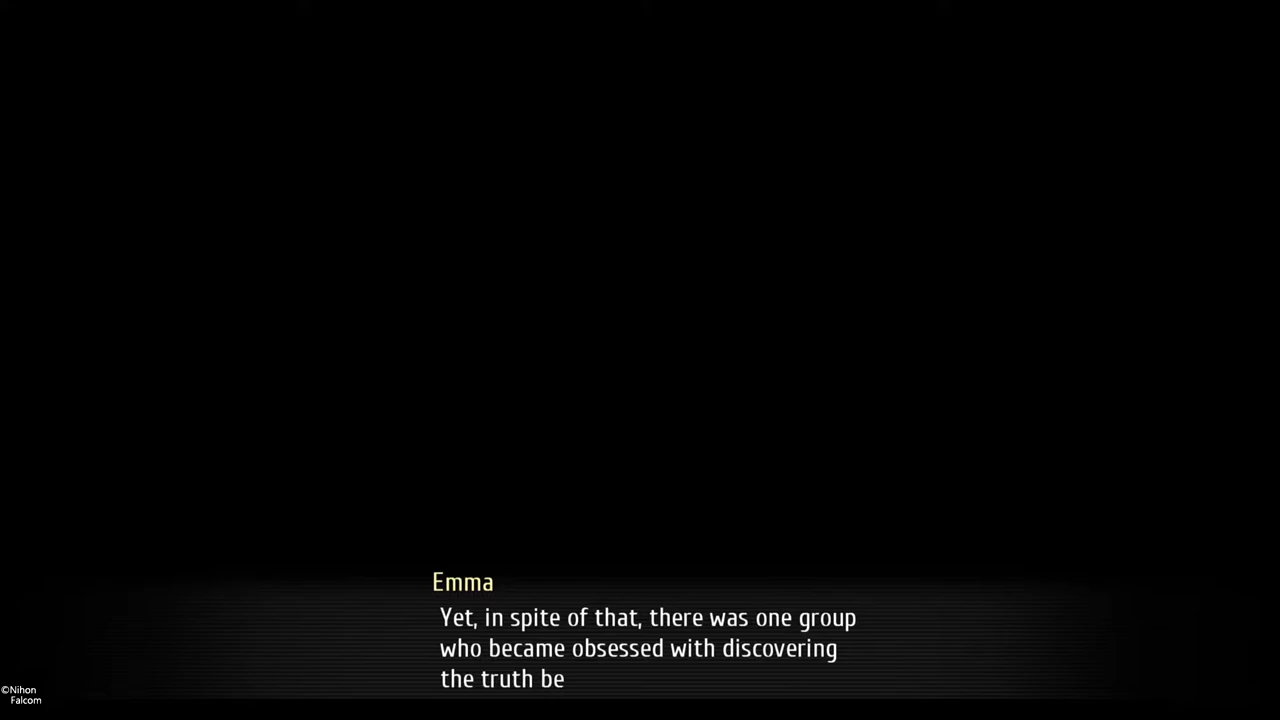 Emma
Yet, in spite of that, there was one group
who became obsessed with discovering
the truth be
©Nihon
Falcom